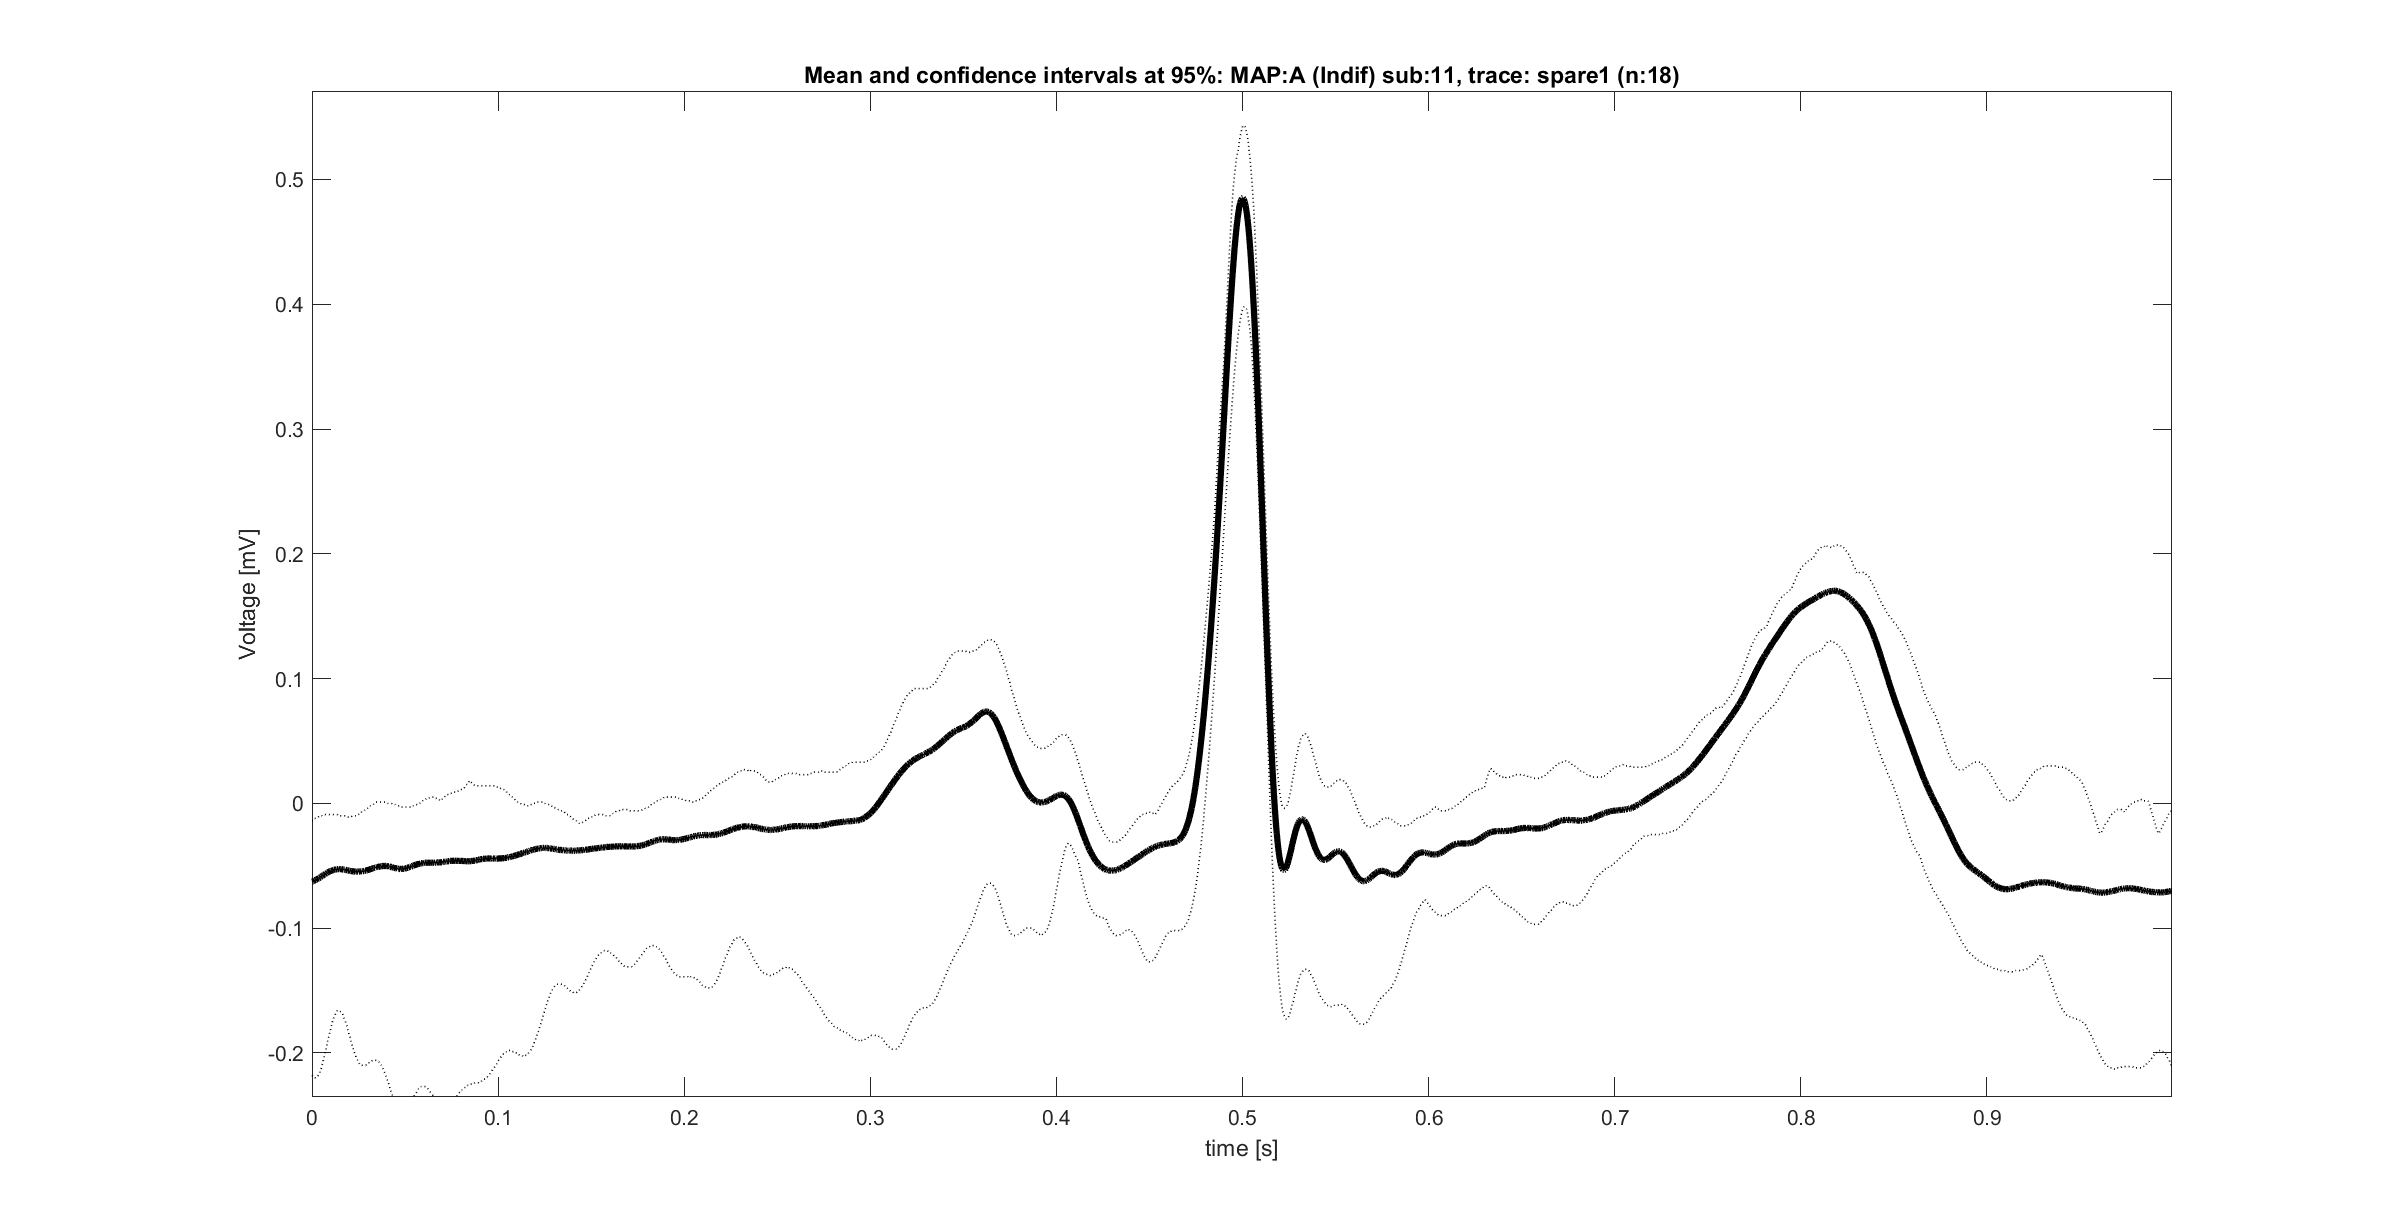 Mean and confidence intervals at 95%: MAP:A (Indif) sub:11, trace: spare1 (n:18)
0.5
0.4
0.3
0.2
0.1
0
-0.1
-0.2
Voltage [mV]
0 0.1 0.2 0.3 0.4 0.5 0.6 0.7 0.8 0.9
time [s]